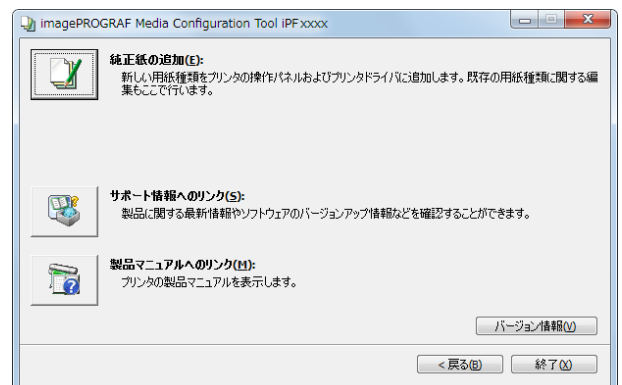 imagePROGRAF Media Configuration Tool iPFxxxx
純正紙の追加(E):
新しい用紙種類をプリンタの操作パネルおよびプリンタドライバに追加します。既存の用紙種類に関する編
集もここで行います。
サポート情報へのリンク(S):
製品に関する最新情報やソフトウェアのバージョンアップ情報などを確認することができます。
製品マニュアルへのリンク(M):
プリンタの製品マニュアルを表示します。
バージョン情報(V)
< 戻る(B)
終了(X)